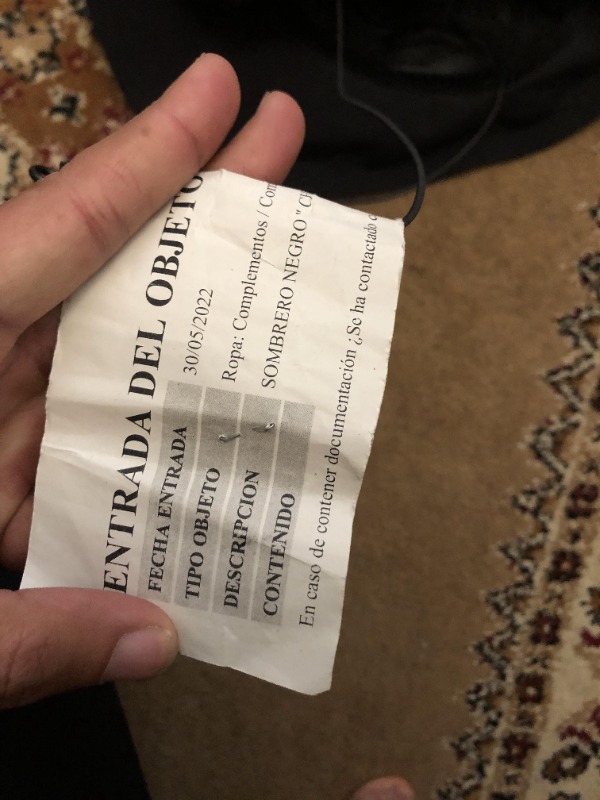 ENTRADA DEL OBJETO
FECHA ENTRADA 30/05/2022
TIPO OBJETO Ropa: Complementos /
DESCRIPCION SOMBRERO NEGRO "
CONTENIDO
En caso de contener documentación ¿Se ha contactado